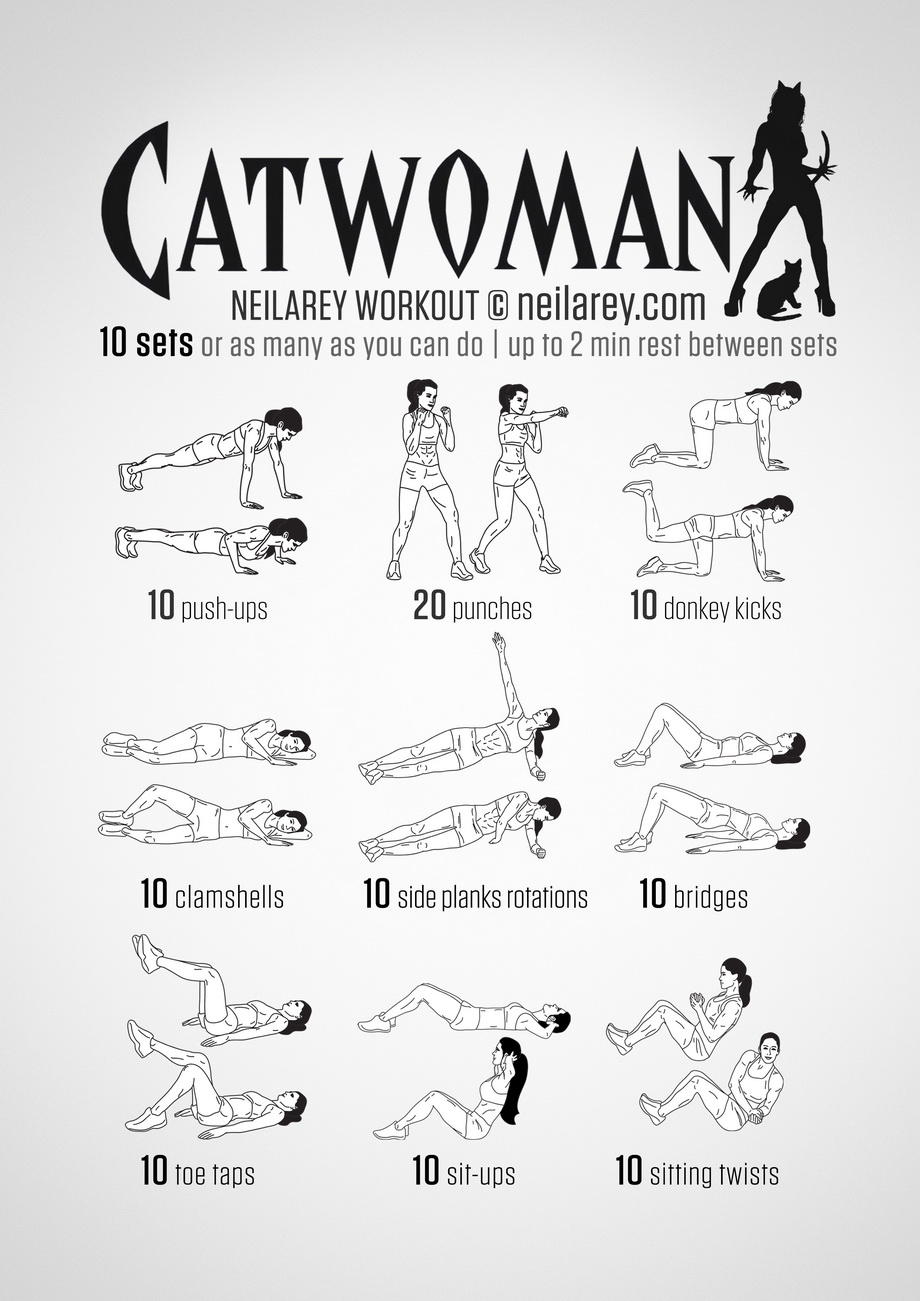 CATWOMAN
NEILAREY WORKOUT © neilarey.com
10 sets or as many as you can do | up to 2 min rest between sets
10 push-ups
20 punches
10 donkey kicks
10 clamshells
10 side planks rotations
10 bridges
10 toe taps
10 sit-ups
10 sitting twists